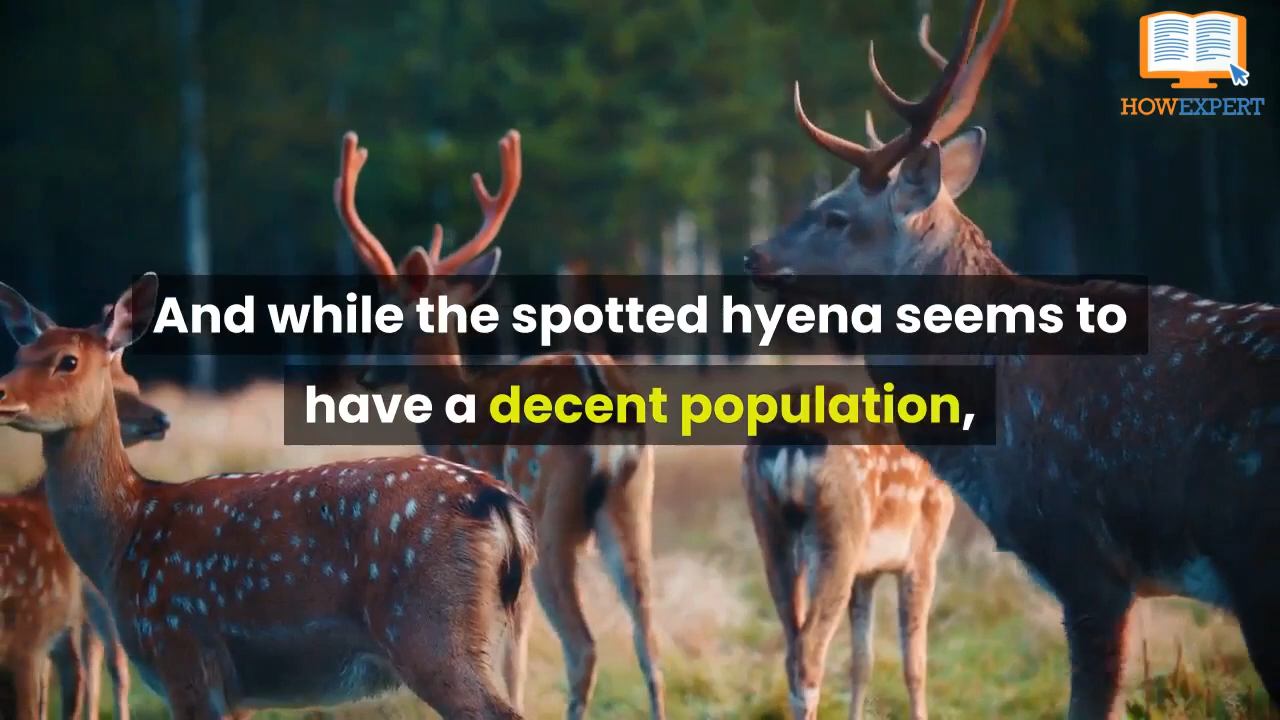 HOWEXPERT
And while the spotted hyena seems to
have a decent population,